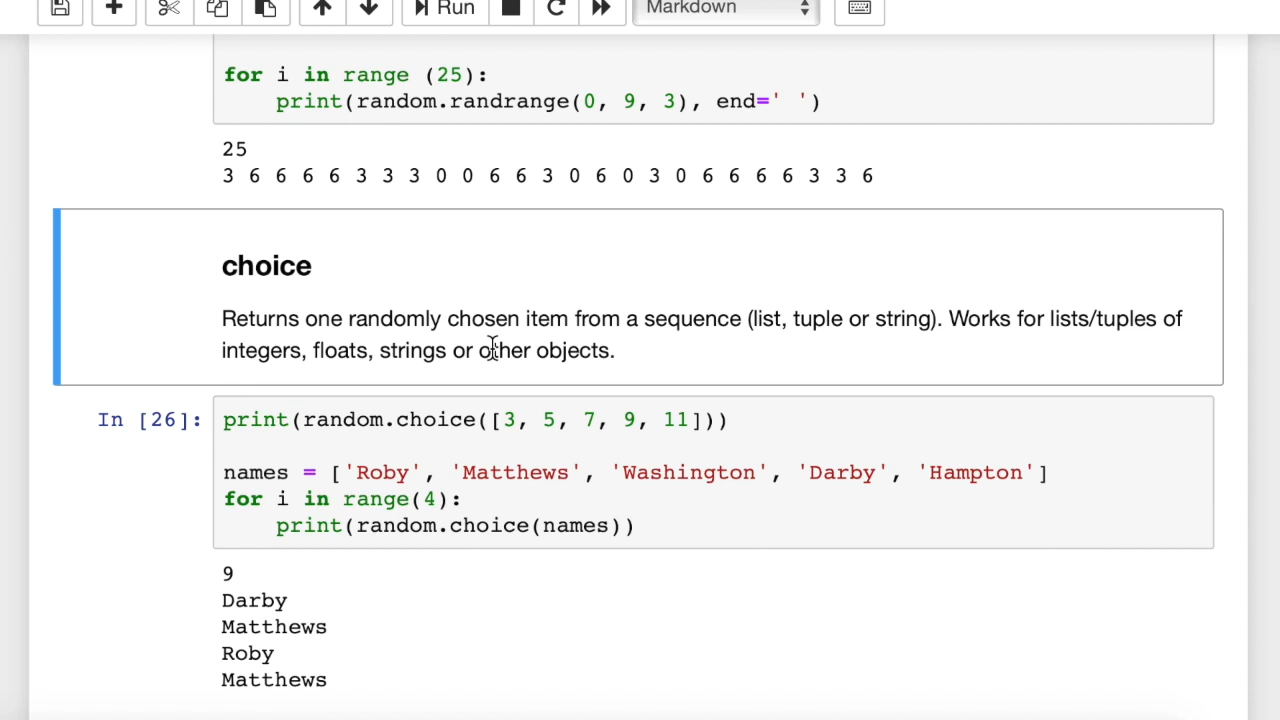 Run
Markdown
for i in range (25):
    print(random.randrange(0, 9, 3), end=' ')
25
3 6 6 6 6 3 3 3 0 0 6 6 3 0 6 0 3 0 6 6 6 6 3 3 6
choice
Returns one randomly chosen item from a sequence (list, tuple or string). Works for lists/tuples of
integers, floats, strings or other objects.
In [26]: print(random.choice([3, 5, 7, 9, 11]))
names = ['Roby', 'Matthews', 'Washington', 'Darby', 'Hampton']
for i in range(4):
    print(random.choice(names))
9
Darby
Matthews
Roby
Matthews